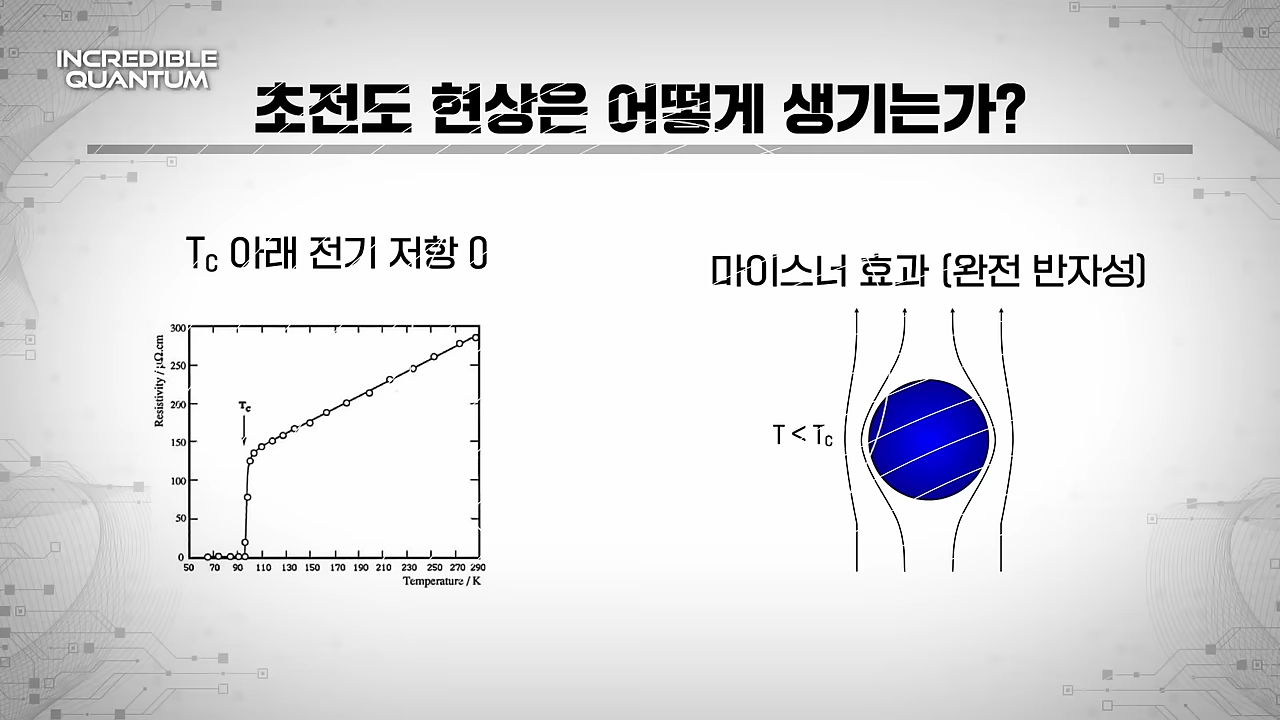 INCREDIBLE
QUANTUM
초전도 현상은 어떻게 생기는가?
Tc 아래 전기 저항 0
마이스너 효과 (완전 반자성)
Resistivity / μΩ.cm
300
250
200
150
100
50
0
Tc
50 70 90 110 130 150 170 190 210 230 250 270 290
Temperature / K
T < Tc